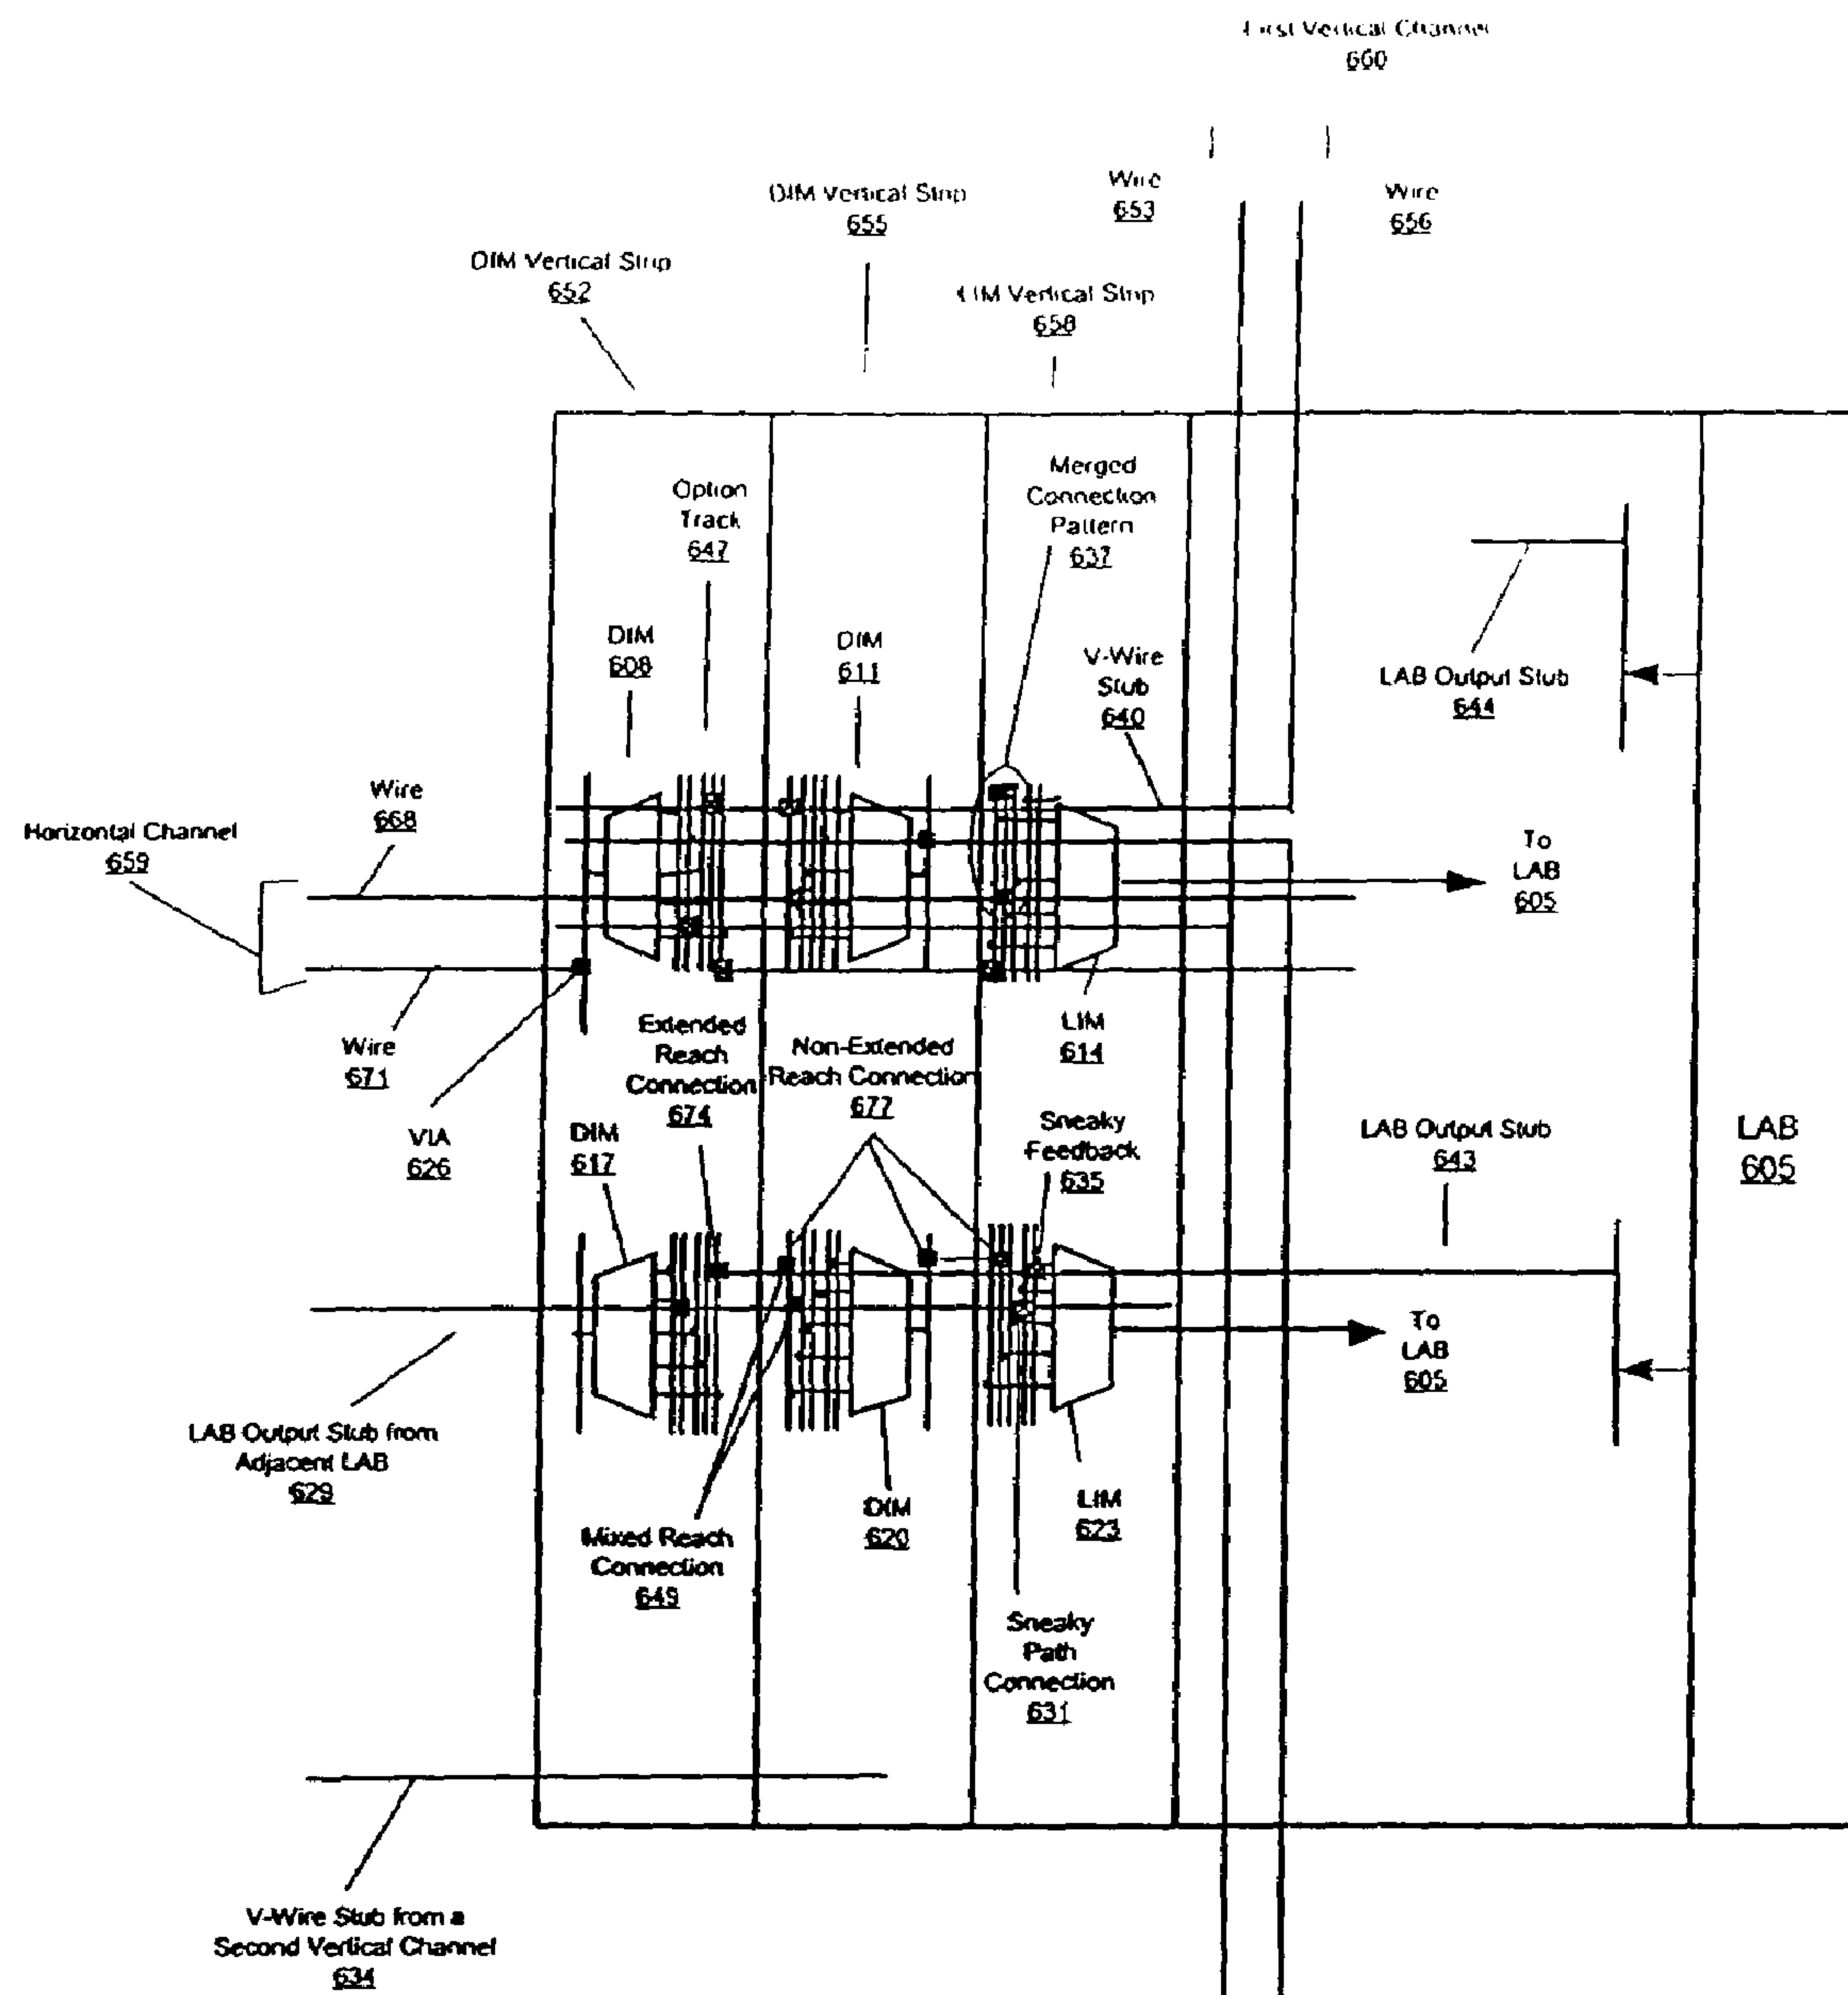 First Vertical Channel
660
Wire
653
Wire
656
DIM Vertical Strip
655
DIM Vertical Strip
652
LIM Vertical Strip
658
Merged
Connection
Pattern
637
Option
Track
647
DIM
608
DIM
611
V-Wire
Stub
640
LAB Output Stub
644
Wire
668
Horizontal Channel
659
To
LAB
605
Wire
671
VIA
626
Extended
Reach
Connection
674
Non-Extended
Reach Connection
677
LIM
614
Sneaky
Feedback
635
DIM
617
LAB Output Stub
643
LAB
605
To
LAB
605
LAB Output Stub from
Adjacent LAB
629
Mixed Reach
Connection
649
DIM
620
LIM
623
Sneaky
Path
Connection
631
V-Wire Stub from a
Second Vertical Channel
634